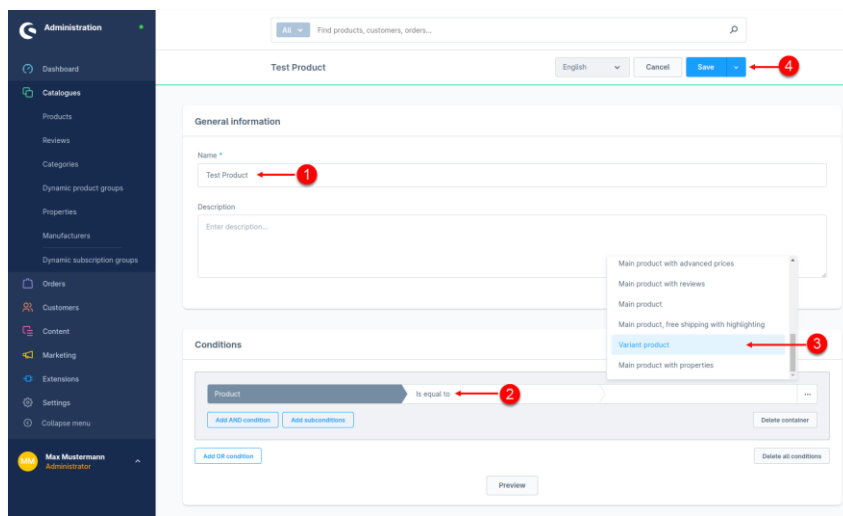 Administration
All
Find products, customers, orders...
Dashboard
Test Product
English
Cancel
Save
4
Catalogues
Products
General information
Reviews
Name *
Categories
Test Product
1
Dynamic product groups
Description
Properties
Enter description...
Manufacturers
Dynamic subscription groups
Main product with advanced prices
Orders
Main product with reviews
Customers
Main product
Content
Main product, free shipping with highlighting
Marketing
Conditions
Variant product
3
Extensions
Main product with properties
Settings
Product
Is equal to
2
...
Collapse menu
Add AND condition
Add subconditions
Delete container
MM
Max Mustermann
Administrator
Add OR condition
Delete all conditions
Preview